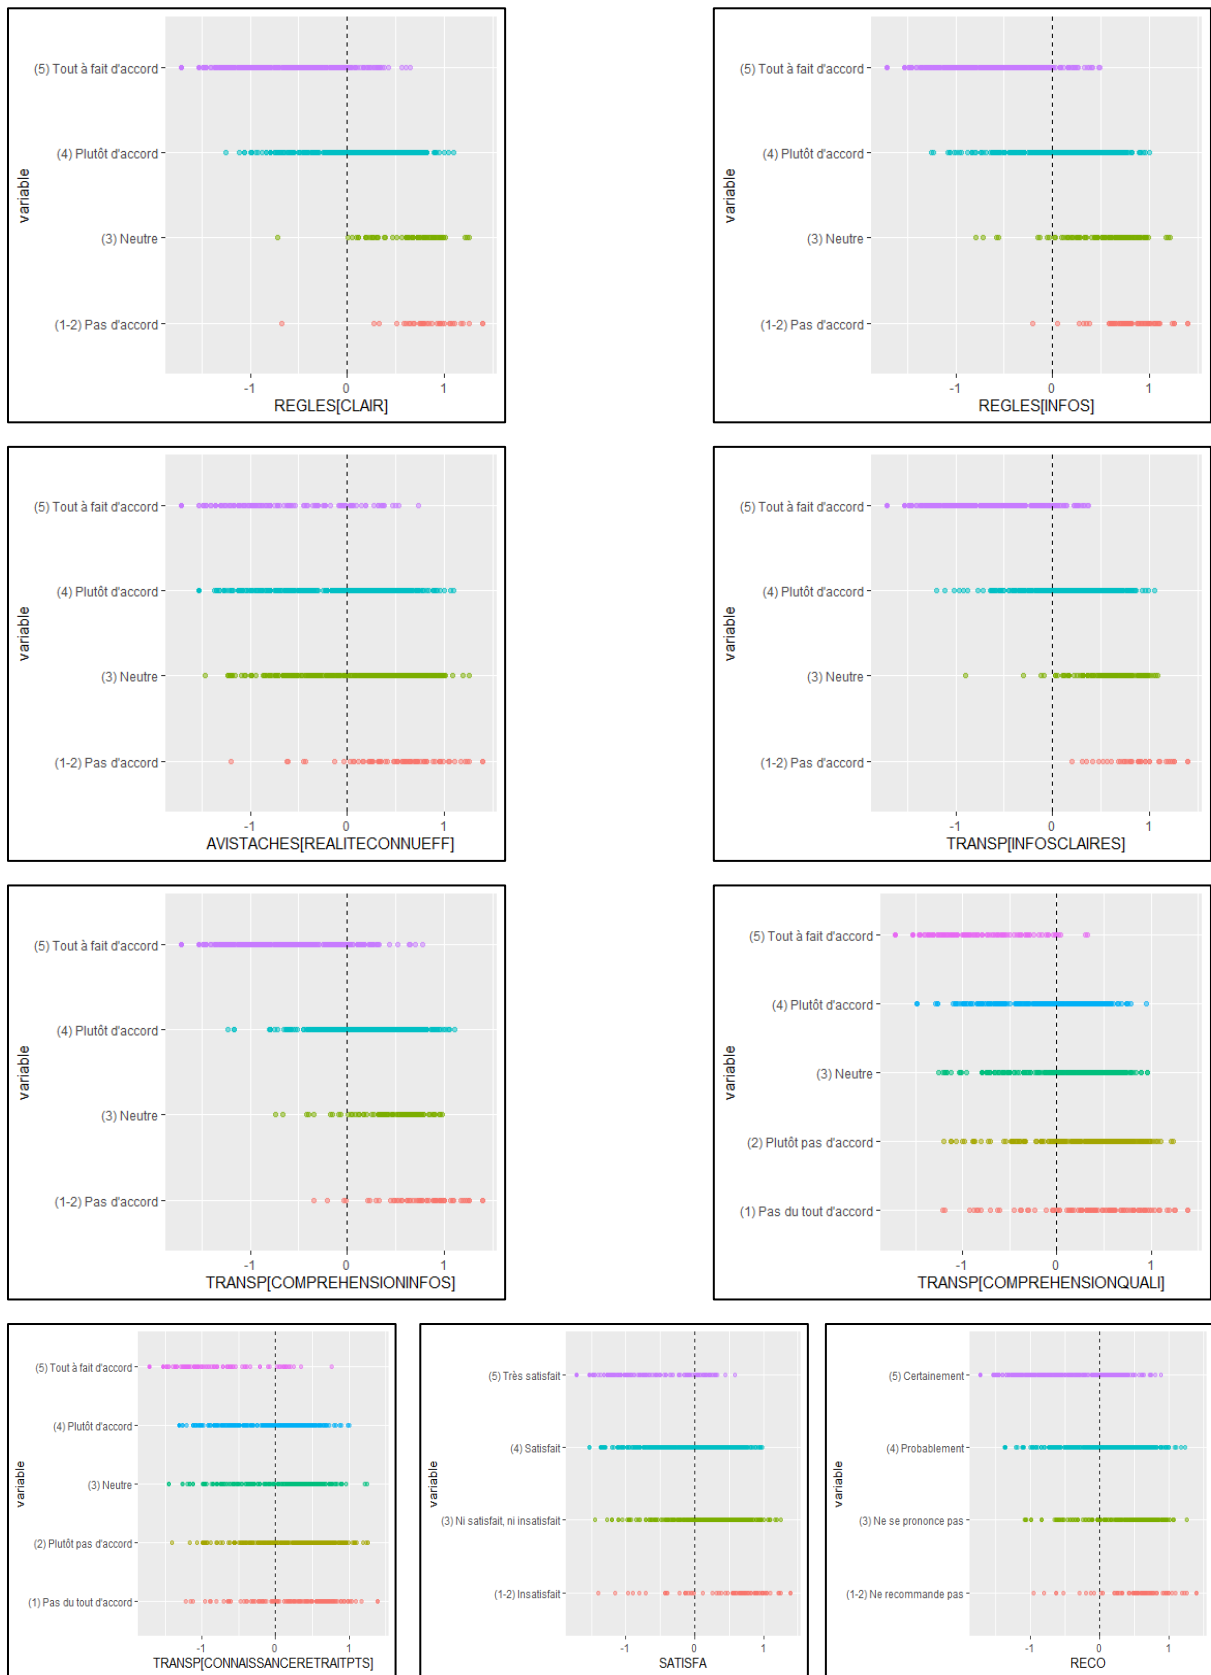 (5) Tout à fait d'accord
(4) Plutôt d'accord
(3) Neutre
(1-2) Pas d'accord
variable
-1 0 1
REGLES[CLAIR]
(5) Tout à fait d'accord
(4) Plutôt d'accord
(3) Neutre
(1-2) Pas d'accord
variable
-1 0 1
REGLES[INFOS]
(5) Tout à fait d'accord
(4) Plutôt d'accord
(3) Neutre
(1-2) Pas d'accord
variable
-1 0 1
AVISTACHES[REALITECONNUEFF]
(5) Tout à fait d'accord
(4) Plutôt d'accord
(3) Neutre
(1-2) Pas d'accord
variable
-1 0 1
TRANSP[INFOSCLAIRES]
(5) Tout à fait d'accord
(4) Plutôt d'accord
(3) Neutre
(1-2) Pas d'accord
variable
-1 0 1
TRANSP[COMPREHENSIONINFOS]
(5) Tout à fait d'accord
(4) Plutôt d'accord
(3) Neutre
(2) Plutôt pas d'accord
(1) Pas du tout d'accord
variable
-1 0 1
TRANSP[COMPREHENSIONQUALI]
(5) Tout à fait d'accord
(4) Plutôt d'accord
(3) Neutre
(2) Plutôt pas d'accord
(1) Pas du tout d'accord
variable
-1 0 1
TRANSP[CONNAISSANCERETRAITPTS]
(5) Très satisfait
(4) Satisfait
(3) Ni satisfait, ni insatisfait
(1-2) Insatisfait
variable
-1 0 1
SATISFA
(5) Certainement
(4) Probablement
(3) Ne se prononce pas
(1-2) Ne recommande pas
variable
-1 0 1
RECO